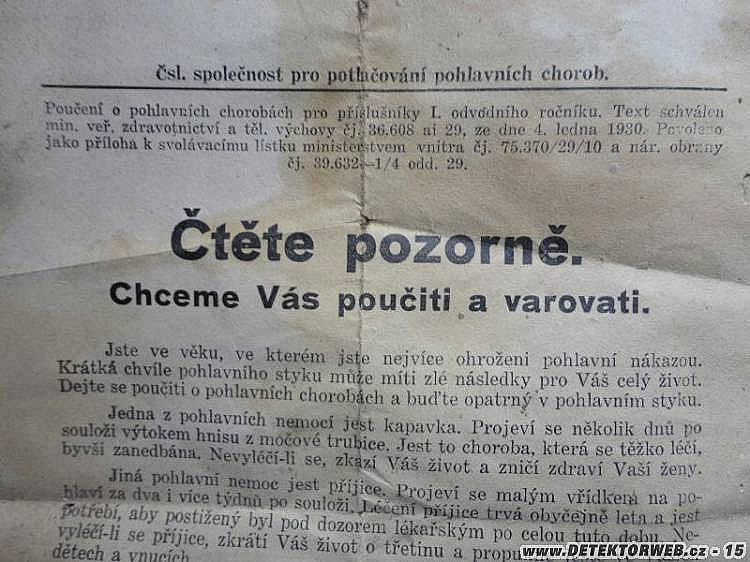 Čsl. společnost pro potlačování pohlavních chorob.
Poučení o pohlavních chorobách pro příslušníky I. odvodního ročníku. Text schválen
min. veř. zdravotnictví a těl. výchovy čj. 36.608 ai 29, ze dne 4. ledna 1930. Povoleno
jako příloha k svolávacímu lístku ministerstvem vnitra čj. 75.370/29/10 a nár. obrany
čj. 39.632.-1/4 odd. 29.
Čtěte pozorně.
Chceme Vás poučiti a varovati.
Jste ve věku, ve kterém jste nejvíce ohroženi pohlavní nákazou.
Krátká chvíle pohlavního styku může míti zlé následky pro Váš celý život.
Dejte se poučiti o pohlavních chorobách a buďte opatrný v pohlavním styku.
Jedna z pohlavních nemocí jest kapavka. Projeví se několik dnů po
souloži výtokem hnisu z močové trubice. Jest to choroba, která se těžko léčí,
byvši zanedbána. Nevyléčí-li se, zkazí Váš život a zničí zdraví Vaší ženy.
Jiná pohlavní nemoc jest příjice. Projeví se malým vřídkem na po-
hlaví za dva i více týdnů po souloži. Léčení příjice trvá obyčejně leta a jest
potřebí, aby postižený byl pod dozorem lékařským po celou tuto dobu. Ne-
vyléčí-li se příjice, zkrátí Váš život o třetinu a
dětech a vnucích
www.DETEKTORWEB.cz - 15